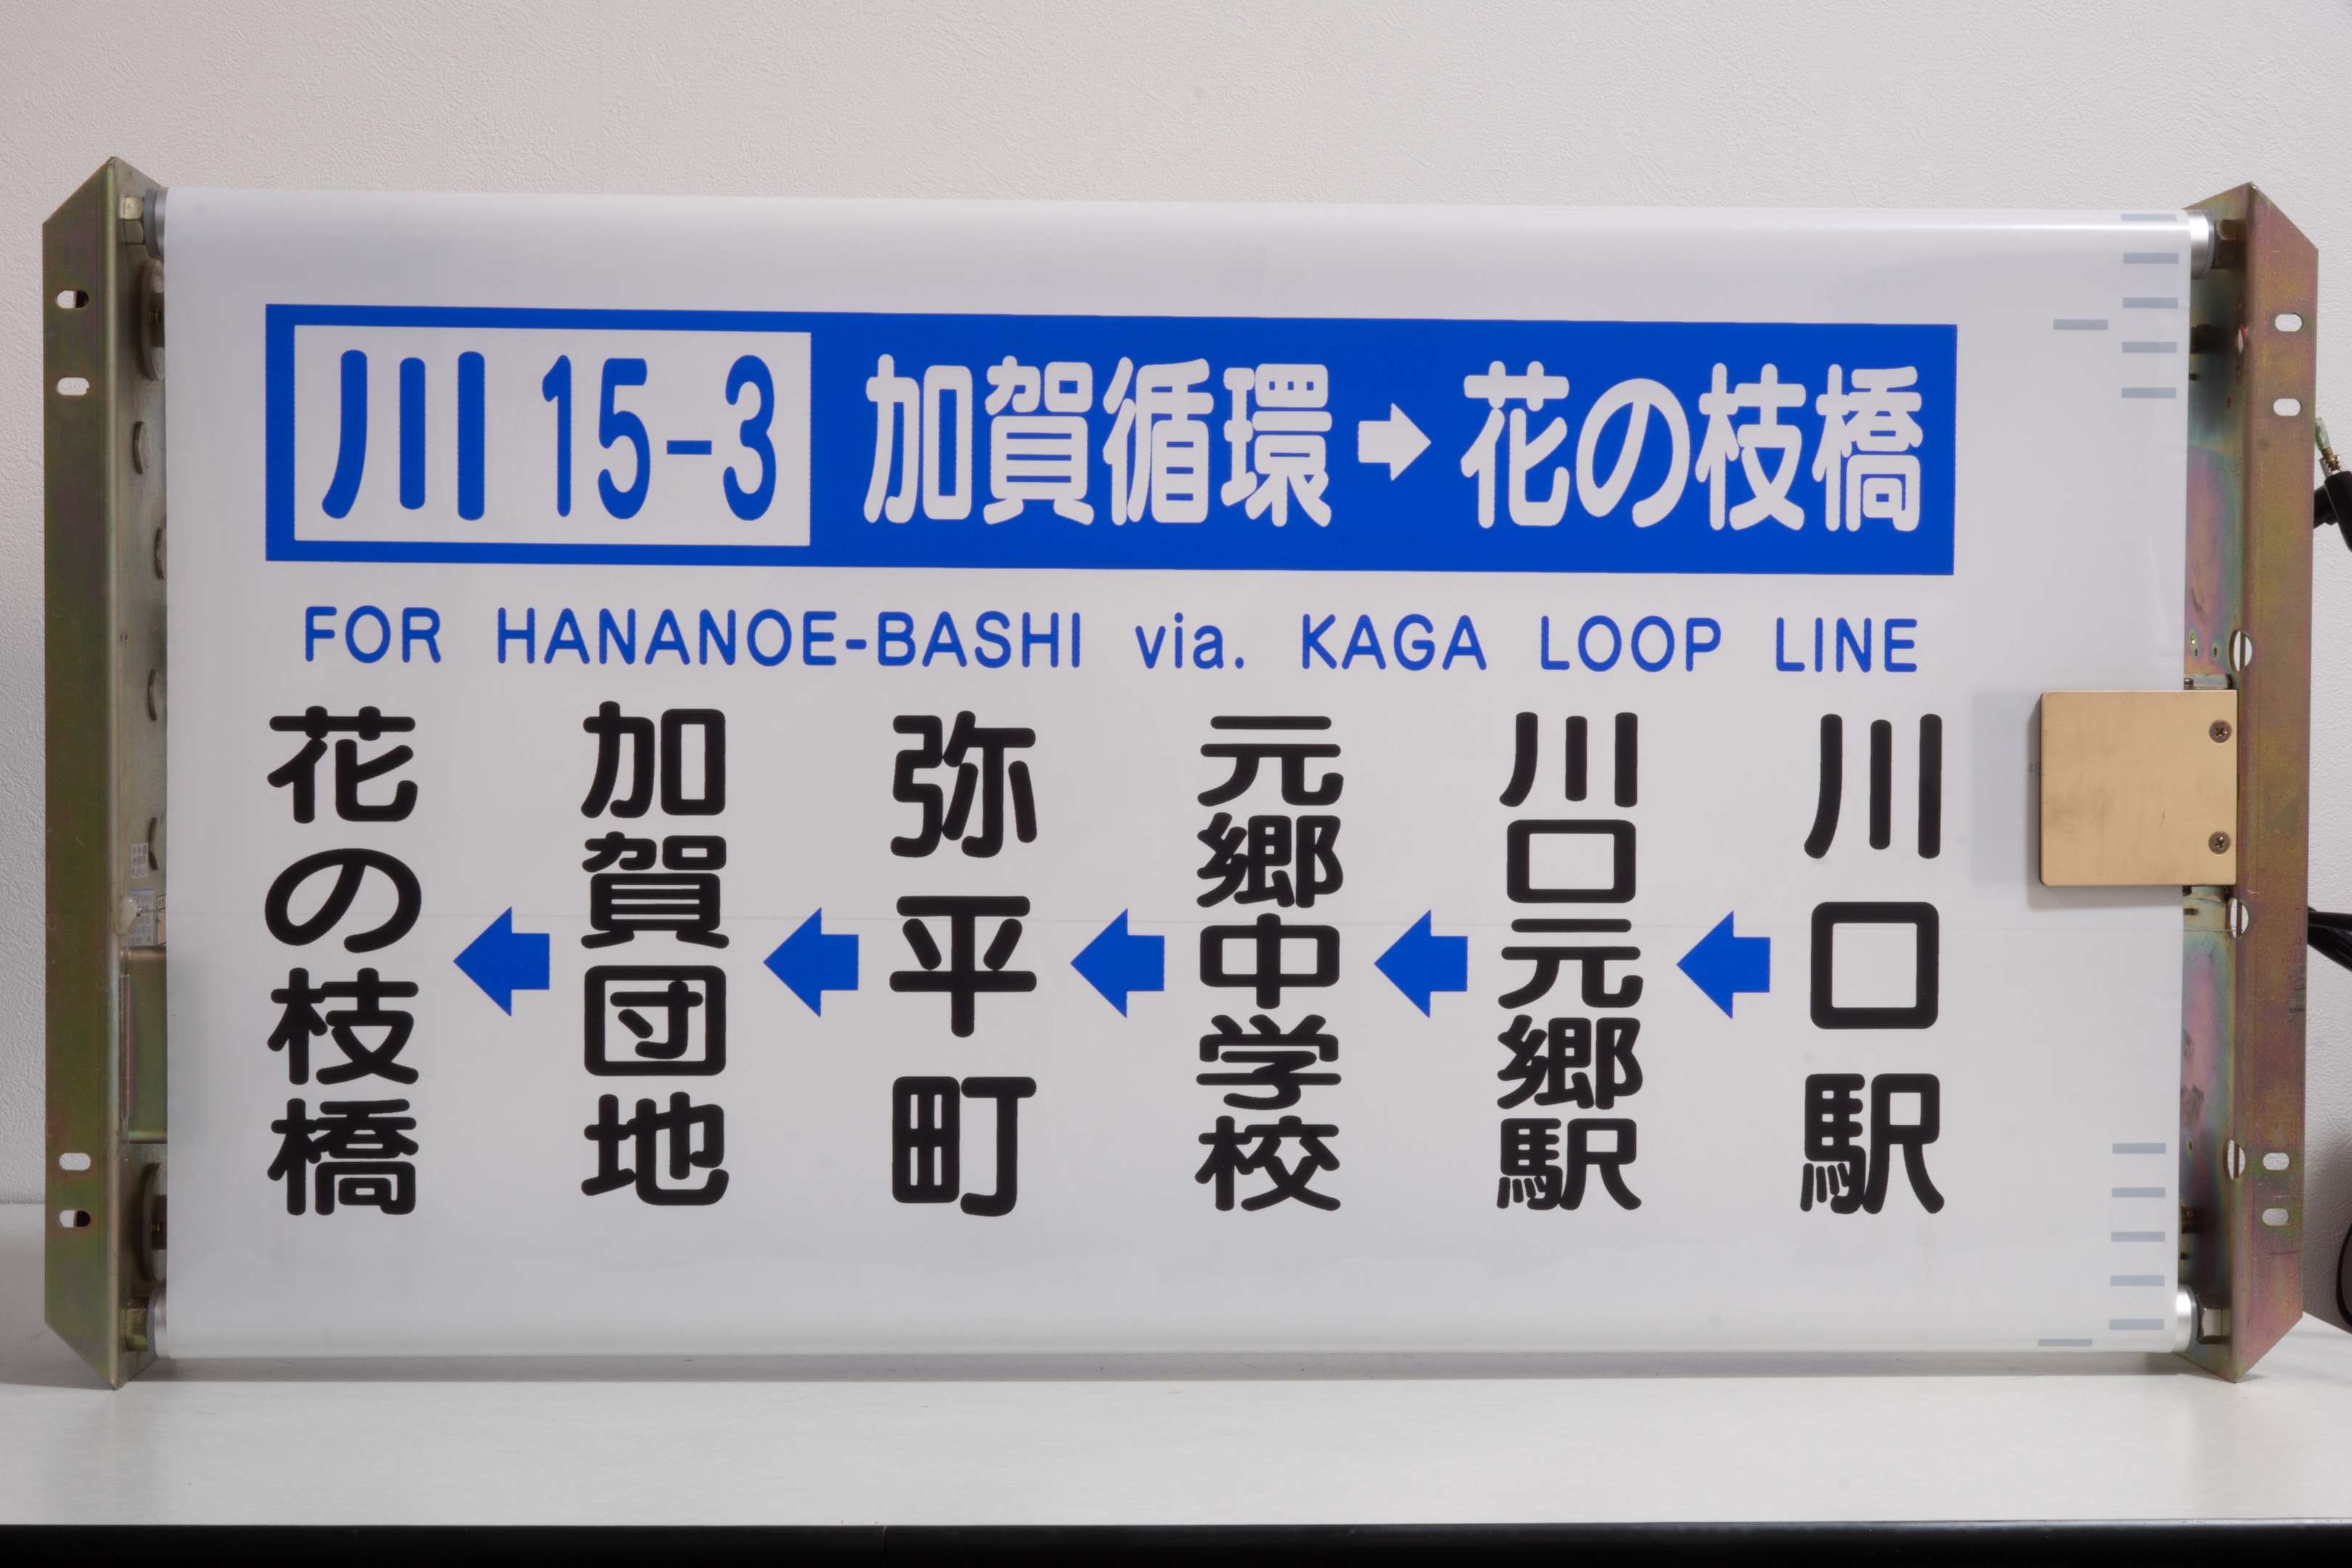 川 15-3 加賀循環➡花の枝橋
FOR HANANOE-BASHI via. KAGA LOOP LINE
川口駅
⬅
川口元郷駅
⬅
元郷中学校
⬅
弥平町
⬅
加賀団地
⬅
花の枝橋